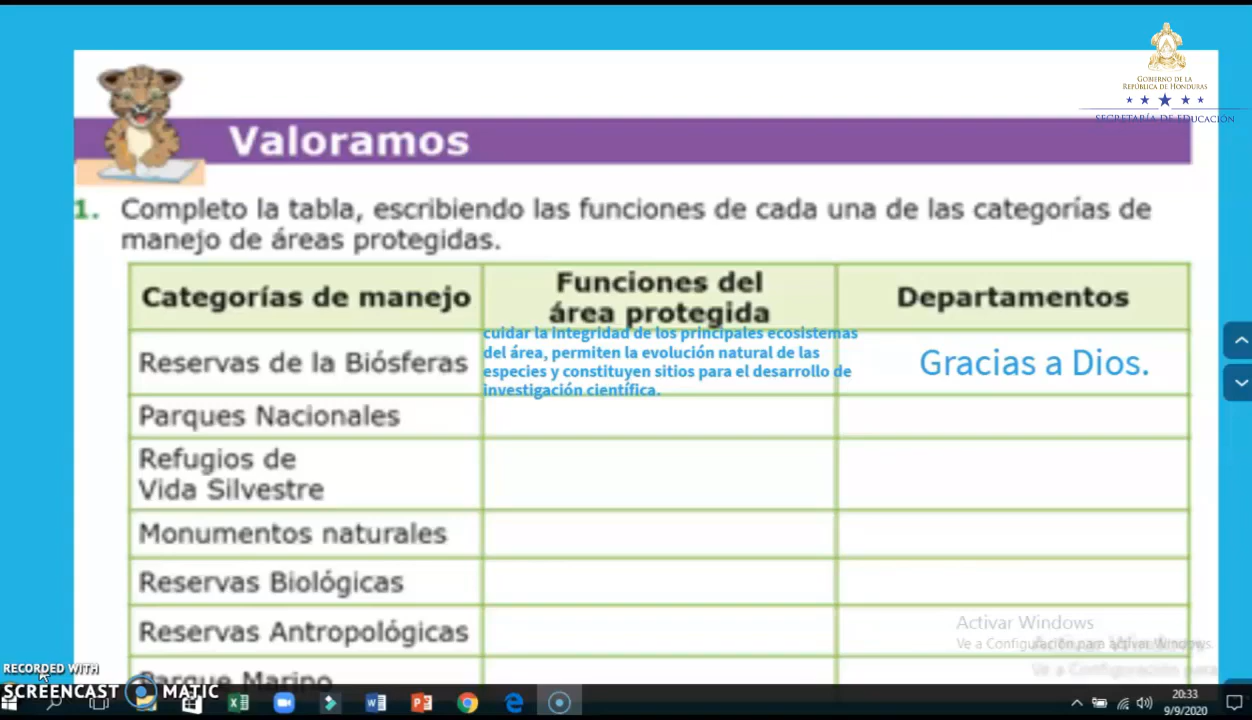 GOBIERNO DE LA
REPÚBLICA DE HONDURAS
SECRETARÍA DE EDUCACIÓN
Valoramos
1. Completo la tabla, escribiendo las funciones de cada una de las categorías de
manejo de áreas protegidas.
Categorías de manejo
Funciones del
área protegida
Departamentos
Reservas de la Biósferas
cuidar la integridad de los principales ecosistemas
del área, permiten la evolución natural de las
especies y constituyen sitios para el desarrollo de
investigación científica.
Gracias a Dios.
Parques Nacionales
Refugios de
Vida Silvestre
Monumentos naturales
Reservas Biológicas
Reservas Antropológicas
Parque Marino
Activar Windows
Ve a Configuración para activar Windows.
RECORDED WITH
SCREENCAST MATIC
20:33
9/9/2020